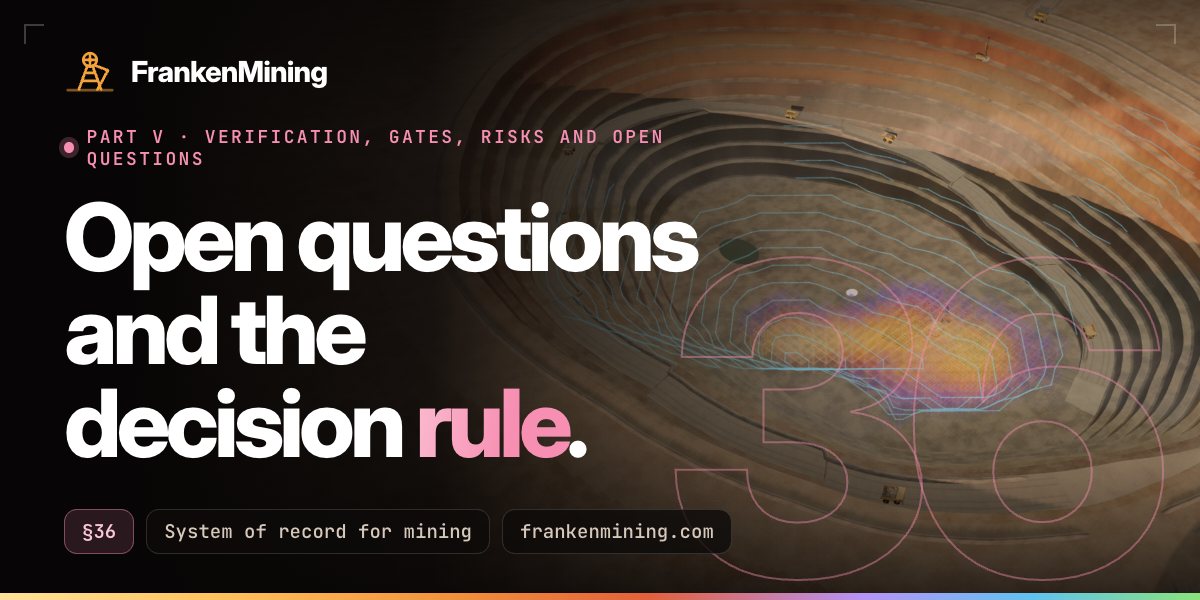 FrankenMining
PART V · VERIFICATION, GATES, RISKS AND OPEN
QUESTIONS
Open questions
and the
decision rule.
§36
System of record for mining
frankenmining.com
36